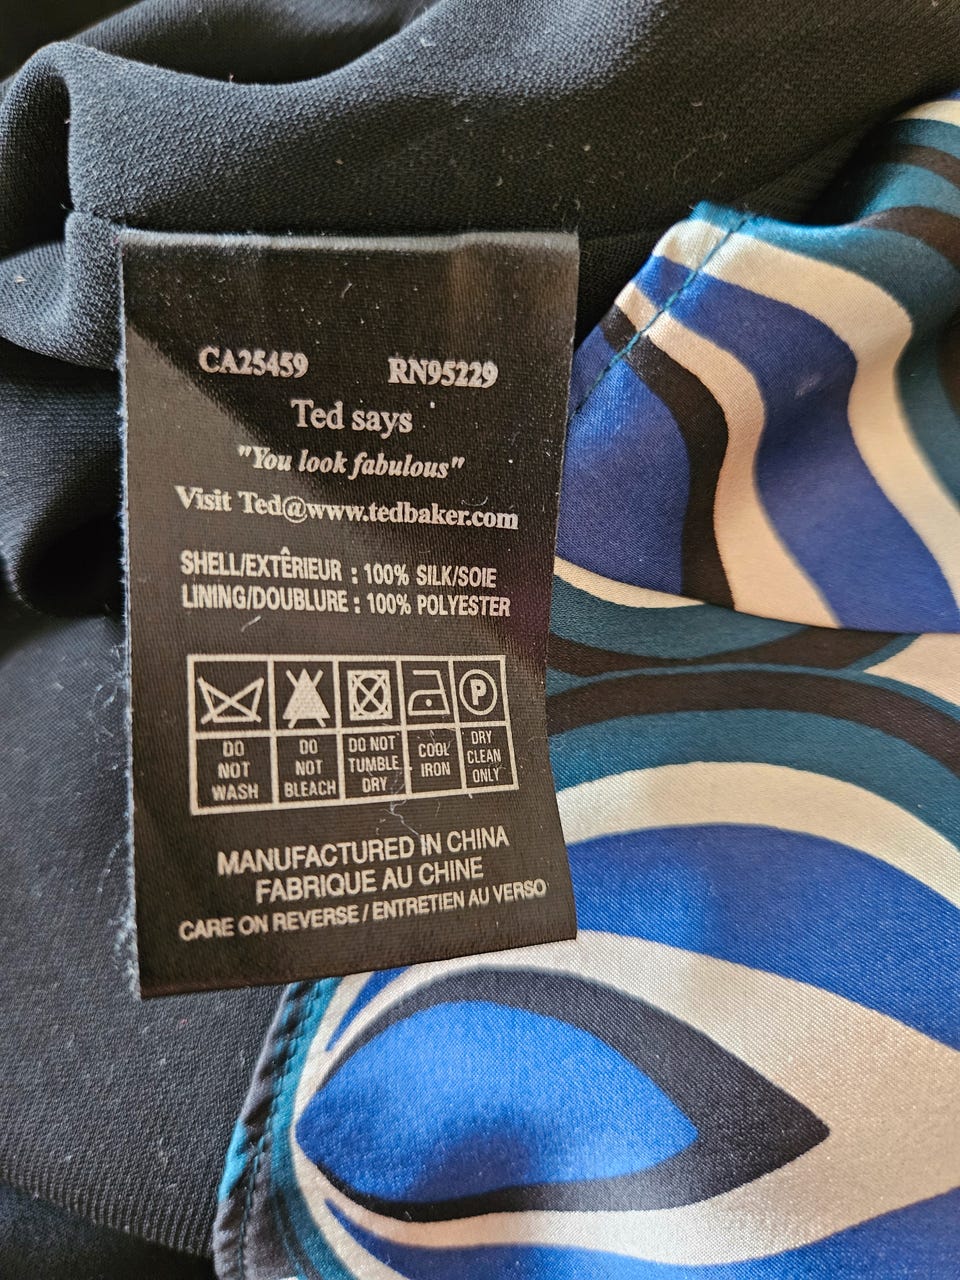 CA25459 RN95229
Ted says
"You look fabulous"
Visit Ted@www.tedbaker.com
SHELL/EXTÊRIEUR : 100% SILK/SOIE
LINING/DOUBLURE : 100% POLYESTER
P
DO NOT WASH
DO NOT BLEACH
DO NOT TUMBLE DRY
COOL IRON
DRY CLEAN ONLY
MANUFACTURED IN CHINA
FABRIQUE AU CHINE
CARE ON REVERSE / ENTRETIEN AU VERSO